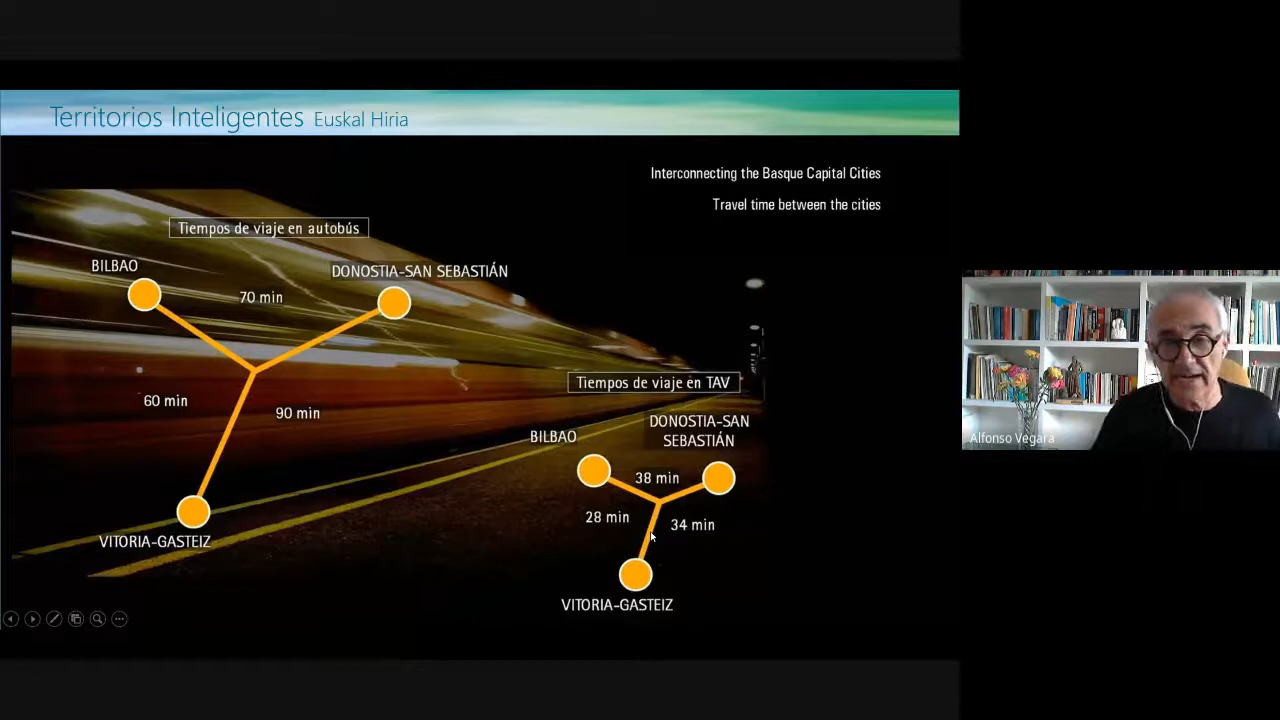 Territorios Inteligentes Euskal Hiria
Interconnecting the Basque Capital Cities
Travel time between the cities
Tiempos de viaje en autobús
BILBAO
DONOSTIA-SAN SEBASTIÁN
70 min
60 min
90 min
VITORIA-GASTEIZ
Tiempos de viaje en TAV
BILBAO
DONOSTIA-SAN
SEBASTIÁN
38 min
28 min
34 min
VITORIA-GASTEIZ
Alfonso Vegara